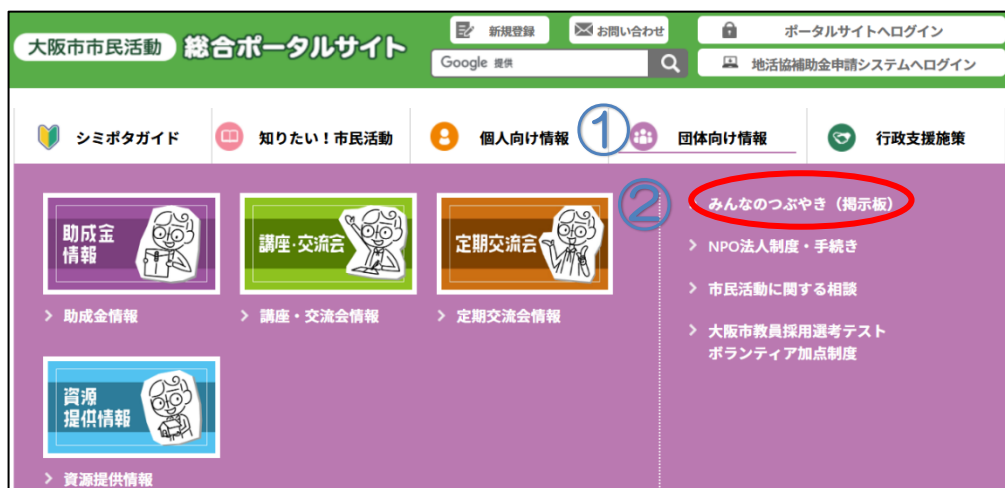 新規登録
お問い合わせ
ポータルサイトへログイン
大阪市市民活動 総合ポータルサイト
Google 提供
地活協補助金申請システムへログイン
シミポタガイド
知りたい！市民活動
個人向け情報
①
団体向け情報
行政支援施策
助成金
情報
講座・交流会
定期交流会
②
みんなのつぶやき（掲示板）
NPO法人制度・手続き
市民活動に関する相談
助成金情報
講座・交流会情報
定期交流会情報
大阪市教員採用選考テスト
ボランティア加点制度
資源
提供情報
資源提供情報